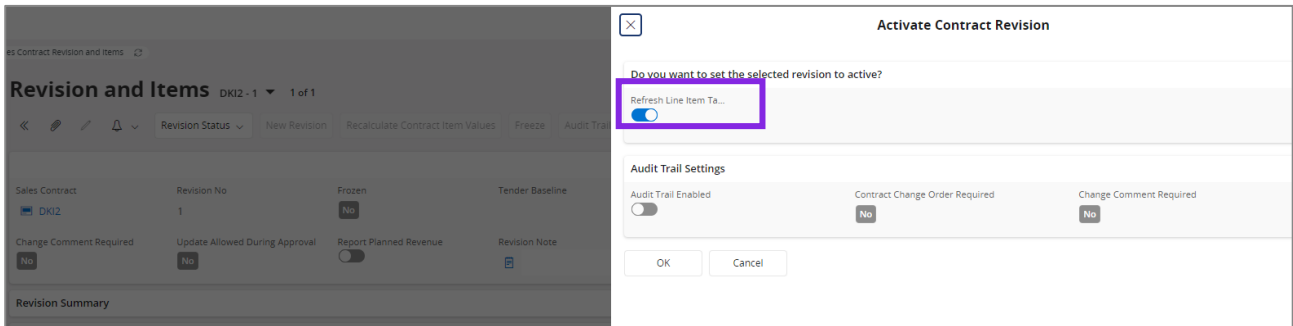 es Contract Revision and Items
Revision and Items DKI2 - 1 1 of 1
Revision Status New Revision Recalculate Contract Item Values Freeze Audit Trai
Sales Contract Revision No Frozen Tender Baseline
DKI2 1 No
Change Comment Required Update Allowed During Approval Report Planned Revenue Revision Note
No No
Revision Summary
Activate Contract Revision
Do you want to set the selected revision to active?
Refresh Line Item Ta...
Audit Trail Settings
Audit Trail Enabled Contract Change Order Required Change Comment Required
No No
OK Cancel